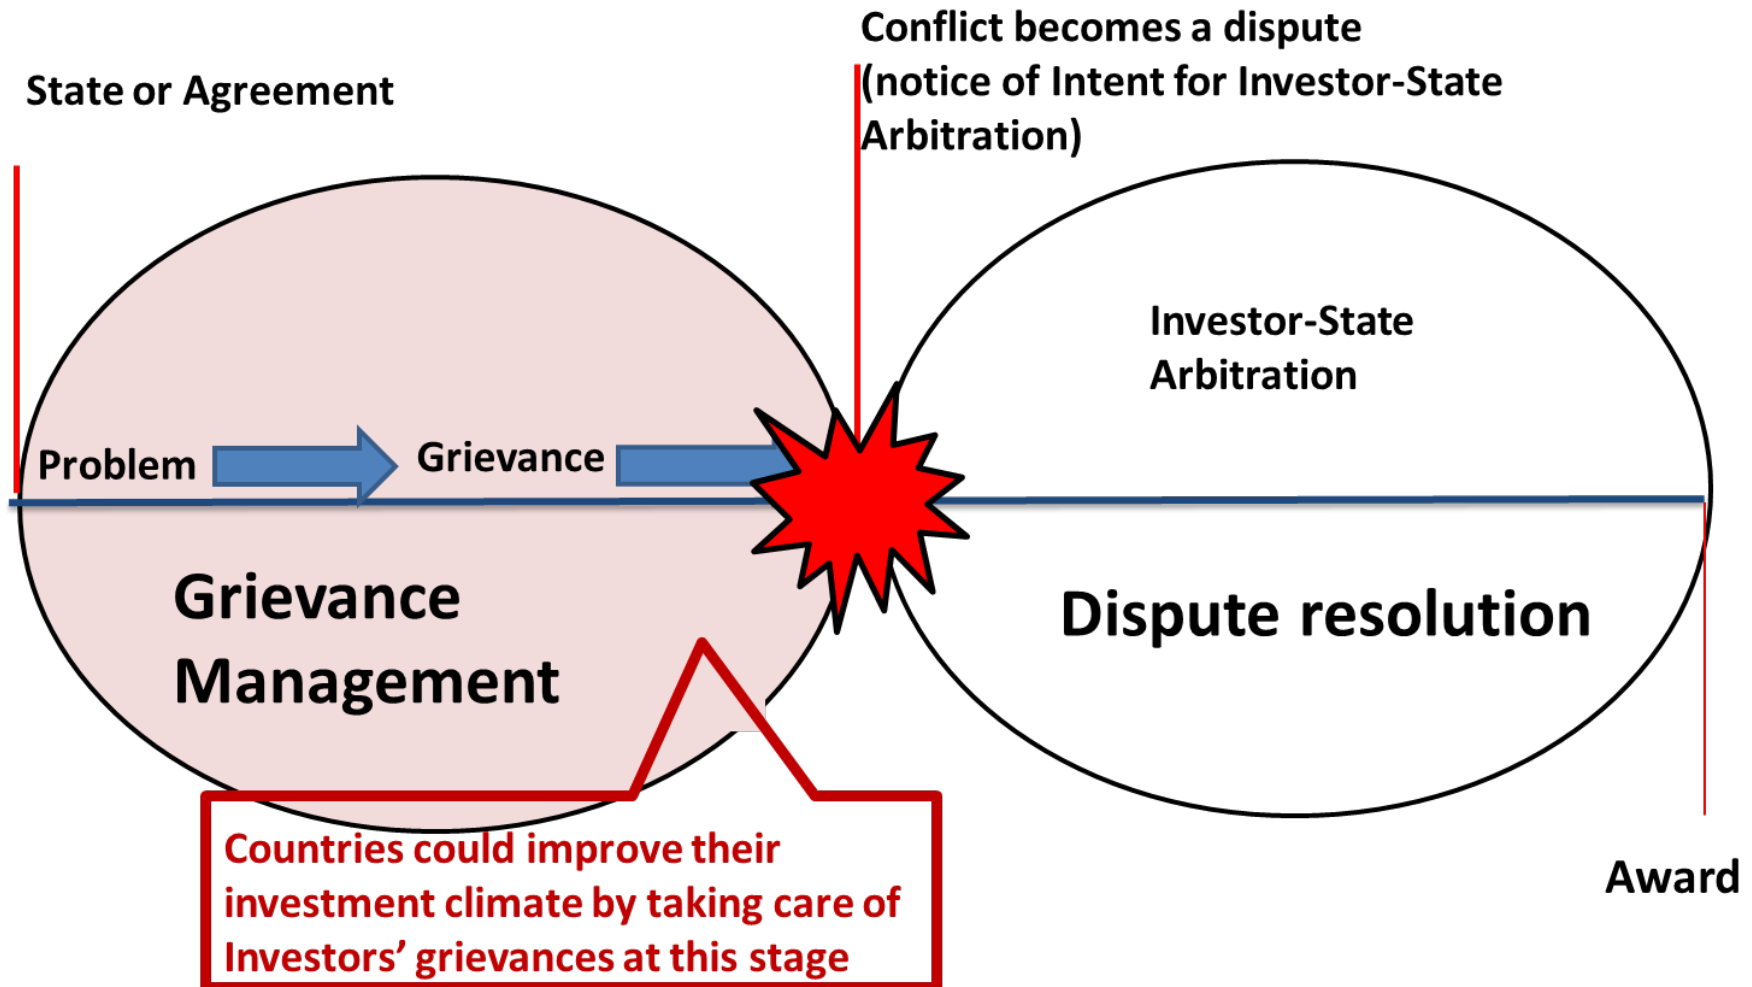 Conflict becomes a dispute
(notice of Intent for Investor-State
Arbitration)
State or Agreement
Investor-State
Arbitration
Problem
Grievance
Grievance
Management
Dispute resolution
Countries could improve their
investment climate by taking care of
Investors’ grievances at this stage
Award